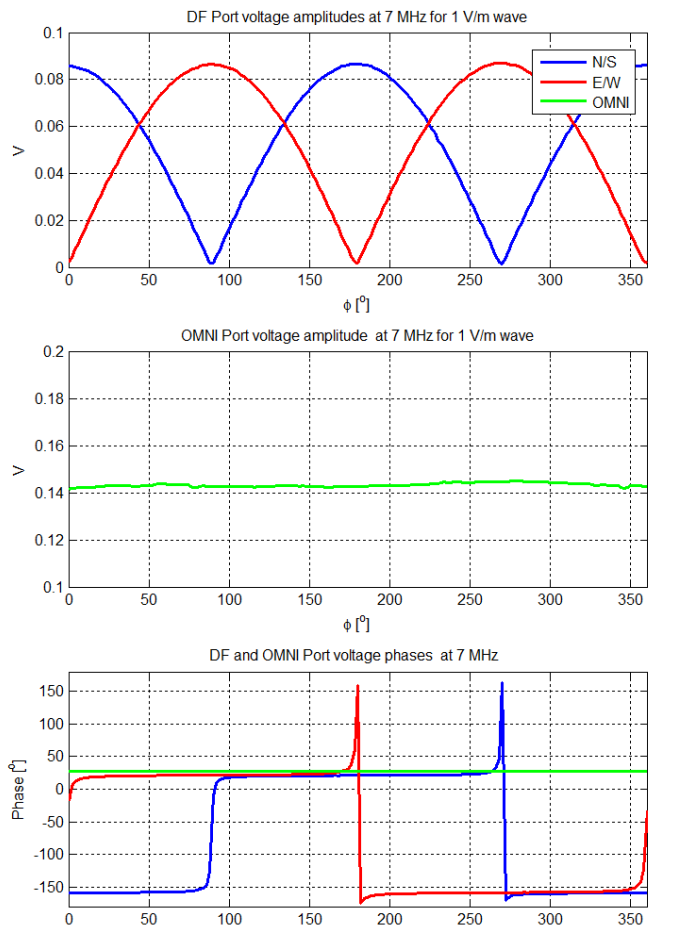 DF Port voltage amplitudes at 7 MHz for 1 V/m wave
0.1
0.08
0.06
0.04
0.02
0
V
N/S
E/W
OMNI
0 50 100 150 200 250 300 350
ϕ [°]
OMNI Port voltage amplitude at 7 MHz for 1 V/m wave
0.2
0.18
0.16
0.14
0.12
0.1
V
0 50 100 150 200 250 300 350
ϕ [°]
DF and OMNI Port voltage phases at 7 MHz
150
100
50
0
-50
-100
-150
Phase [°]
0 50 100 150 200 250 300 350